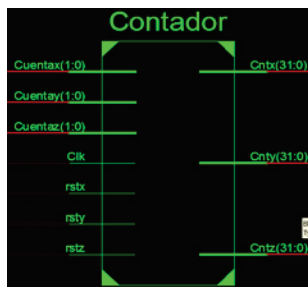 Contador
Cuentax(1:0)
Cntx(31:0)
Cuentay(1:0)
Cuentaz(1:0)
Clk
Cnty(31:0)
rstx
rsty
rstz
Cntz(31:0)